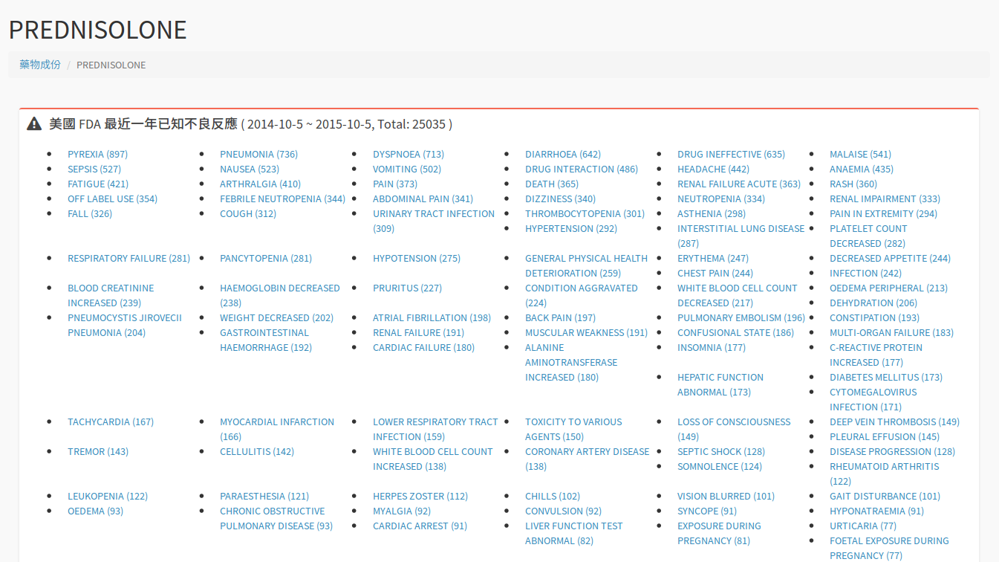 PREDNISOLONE
藥物成份 / PREDNISOLONE
美國 FDA 最近一年已知不良反應 ( 2014-10-5 ~ 2015-10-5, Total: 25035 )
PYREXIA (897)
PNEUMONIA (736)
DYSPNOEA (713)
DIARRHOEA (642)
DRUG INEFFECTIVE (635)
MALAISE (541)
SEPSIS (527)
NAUSEA (523)
VOMITING (502)
DRUG INTERACTION (486)
HEADACHE (442)
ANAEMIA (435)
FATIGUE (421)
ARTHRALGIA (410)
PAIN (373)
DEATH (365)
RENAL FAILURE ACUTE (363)
RASH (360)
OFF LABEL USE (354)
FEBRILE NEUTROPENIA (344)
ABDOMINAL PAIN (341)
DIZZINESS (340)
NEUTROPENIA (334)
RENAL IMPAIRMENT (333)
FALL (326)
COUGH (312)
URINARY TRACT INFECTION
(309)
THROMBOCYTOPENIA (301)
ASTHENIA (298)
PAIN IN EXTREMITY (294)
HYPERTENSION (292)
INTERSTITIAL LUNG DISEASE
(287)
PLATELET COUNT
DECREASED (282)
RESPIRATORY FAILURE (281)
PANCYTOPENIA (281)
HYPOTENSION (275)
GENERAL PHYSICAL HEALTH
DETERIORATION (259)
ERYTHEMA (247)
DECREASED APPETITE (244)
CHEST PAIN (244)
INFECTION (242)
BLOOD CREATININE
INCREASED (239)
HAEMOGLOBIN DECREASED
(238)
PRURITUS (227)
CONDITION AGGRAVATED
(224)
WHITE BLOOD CELL COUNT
DECREASED (217)
OEDEMA PERIPHERAL (213)
DEHYDRATION (206)
PNEUMOCYSTIS JIROVECII
PNEUMONIA (204)
WEIGHT DECREASED (202)
ATRIAL FIBRILLATION (198)
BACK PAIN (197)
PULMONARY EMBOLISM (196)
CONSTIPATION (193)
GASTROINTESTINAL
HAEMORRHAGE (192)
RENAL FAILURE (191)
MUSCULAR WEAKNESS (191)
CONFUSIONAL STATE (186)
MULTI-ORGAN FAILURE (183)
CARDIAC FAILURE (180)
ALANINE
AMINOTRANSFERASE
INCREASED (180)
INSOMNIA (177)
C-REACTIVE PROTEIN
INCREASED (177)
HEPATIC FUNCTION
ABNORMAL (173)
DIABETES MELLITUS (173)
CYTOMEGALOVIRUS
INFECTION (171)
TACHYCARDIA (167)
MYOCARDIAL INFARCTION
(166)
LOWER RESPIRATORY TRACT
INFECTION (159)
TOXICITY TO VARIOUS
AGENTS (150)
LOSS OF CONSCIOUSNESS
(149)
DEEP VEIN THROMBOSIS (149)
PLEURAL EFFUSION (145)
TREMOR (143)
CELLULITIS (142)
WHITE BLOOD CELL COUNT
INCREASED (138)
CORONARY ARTERY DISEASE
(138)
SEPTIC SHOCK (128)
DISEASE PROGRESSION (128)
SOMNOLENCE (124)
RHEUMATOID ARTHRITIS
(122)
LEUKOPENIA (122)
PARAESTHESIA (121)
HERPES ZOSTER (112)
CHILLS (102)
VISION BLURRED (101)
GAIT DISTURBANCE (101)
OEDEMA (93)
CHRONIC OBSTRUCTIVE
PULMONARY DISEASE (93)
MYALGIA (92)
CONVULSION (92)
SYNCOPE (91)
HYPONATRAEMIA (91)
CARDIAC ARREST (91)
LIVER FUNCTION TEST
ABNORMAL (82)
EXPOSURE DURING
PREGNANCY (81)
URTICARIA (77)
FOETAL EXPOSURE DURING
PREGNANCY (77)